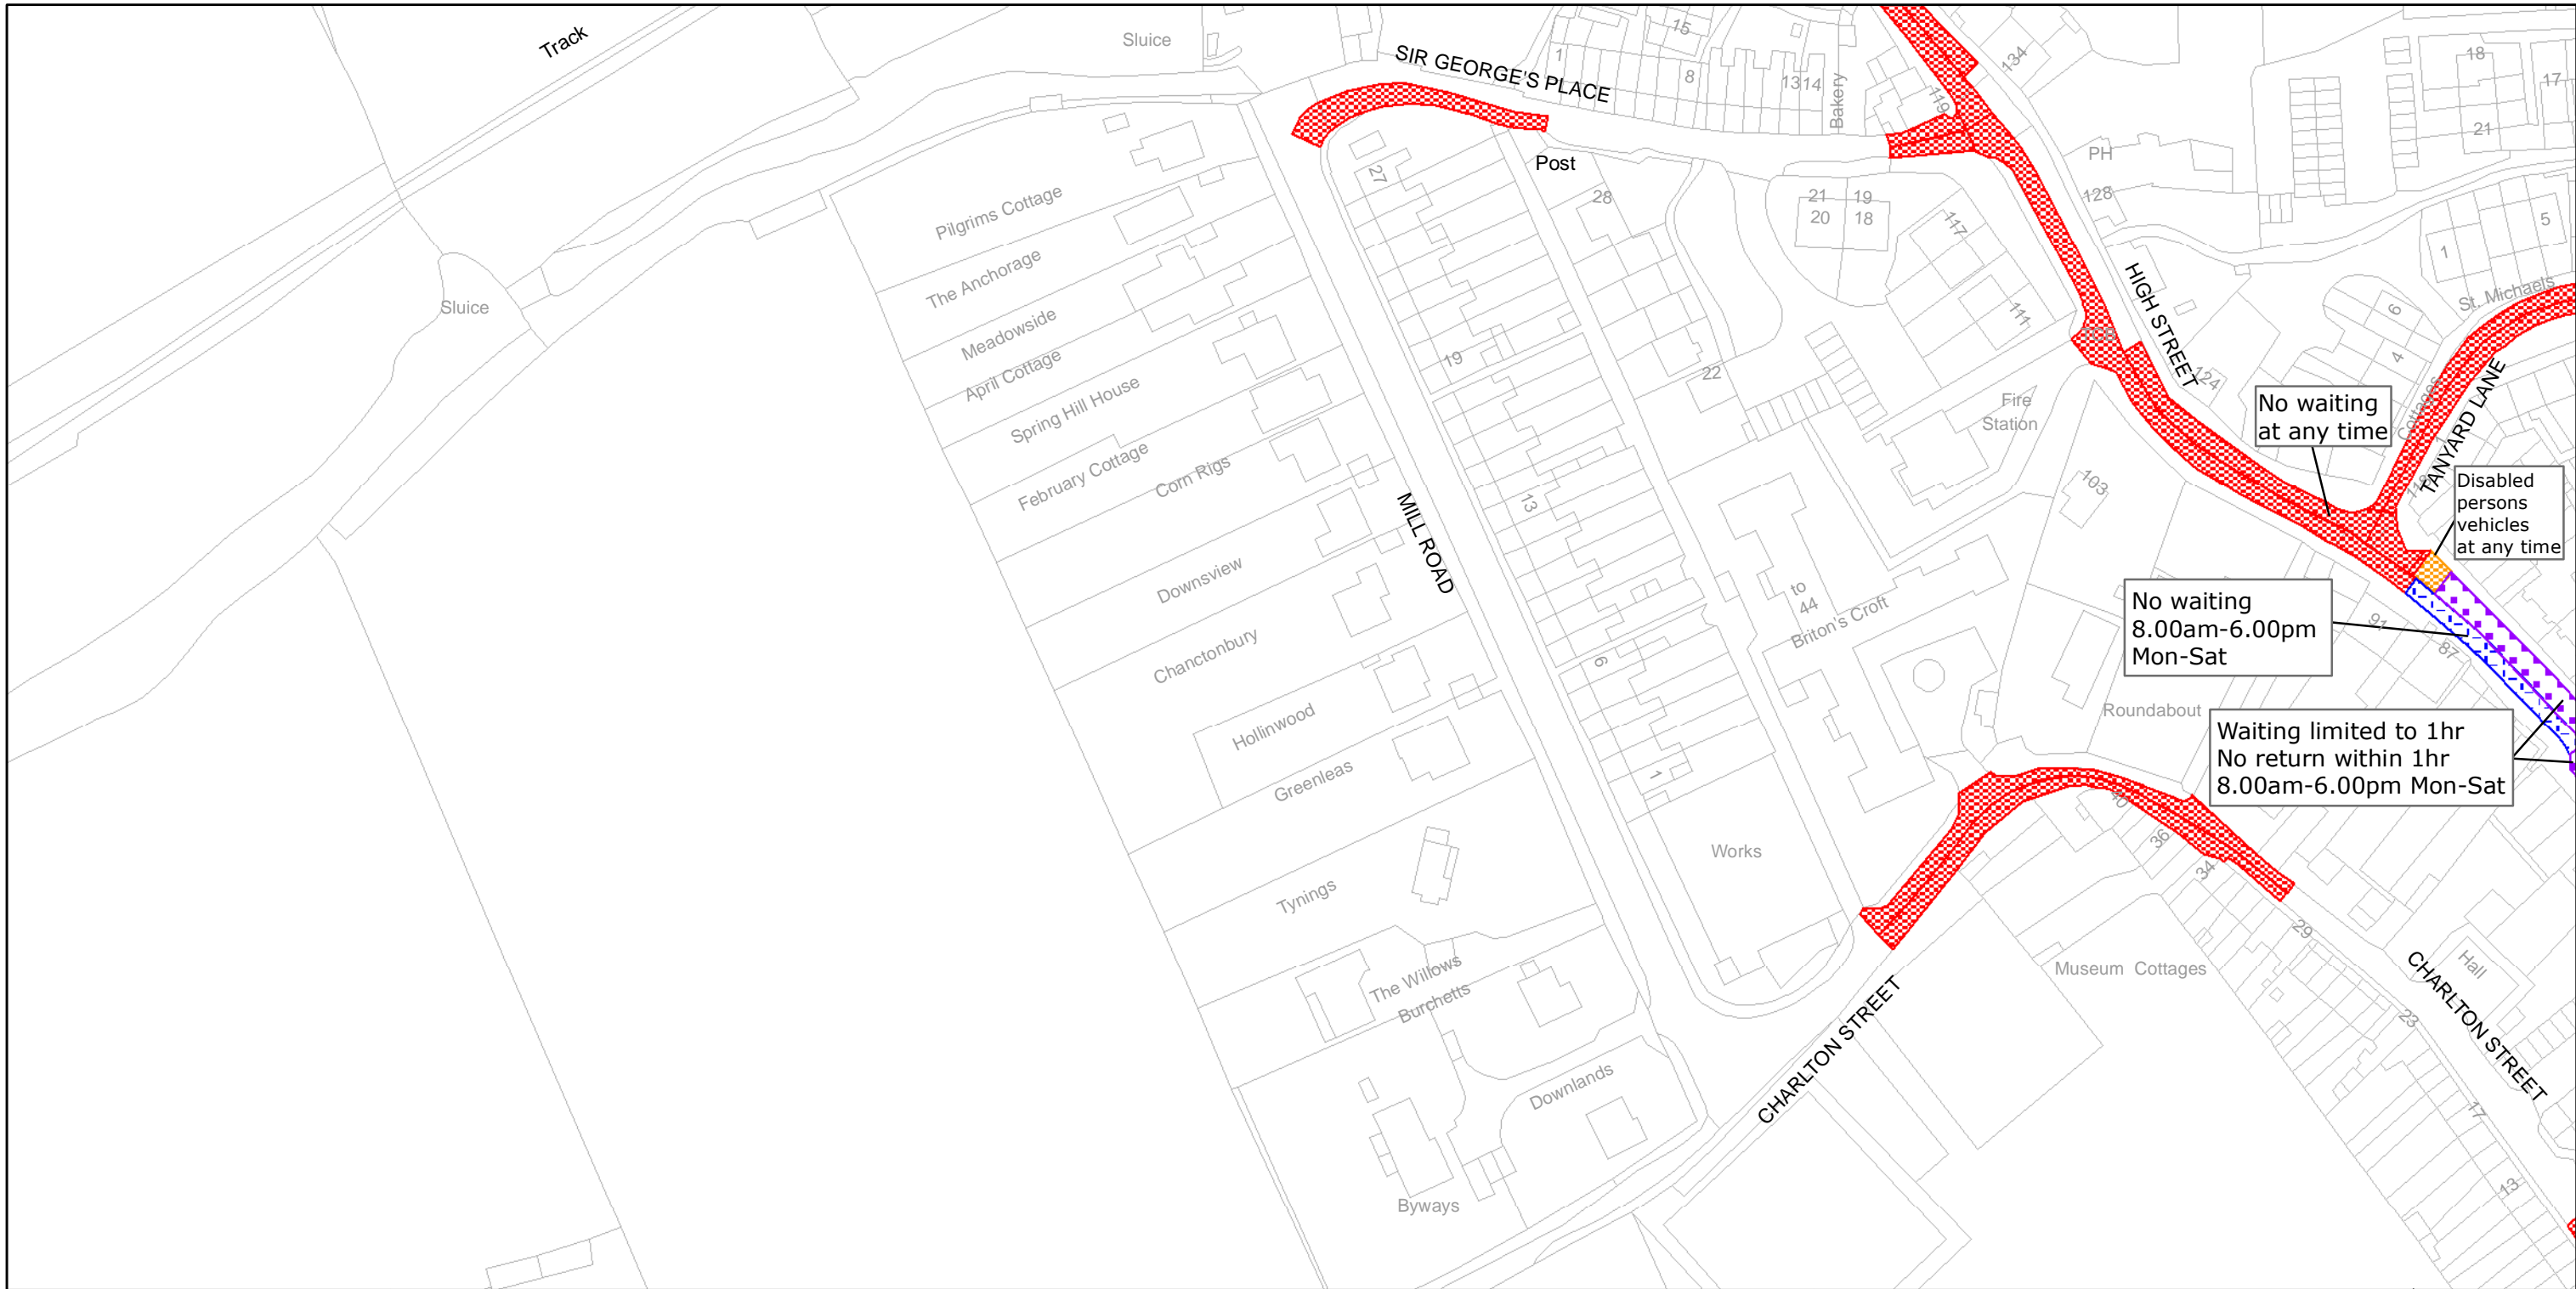 Track
Sluice
SIR GEORGE'S PLACE
1
15
8
13
14
Bakery
119
134
18
17
21
PH
128
Post
27
28
21
19
20
18
117
111
5
1
St. Michaels
Cottages
6
4
1
HIGH STREET
124
TCB
Sluice
Pilgrims Cottage
The Anchorage
Meadowside
April Cottage
Spring Hill House
February Cottage
Corn Rigs
Downsview
Chanctonbury
Hollinwood
Greenleas
Tynings
The Willows
Burchetts
Downlands
Byways
MILL ROAD
19
13
6
1
22
Fire
Station
103
to
44
Briton's Croft
Works
No waiting
at any time
TANYARD LANE
118
Disabled
persons
vehicles
at any time
No waiting
8.00am-6.00pm
Mon-Sat
91
87
Roundabout
Waiting limited to 1hr
No return within 1hr
8.00am-6.00pm Mon-Sat
40
36
34
29
Museum Cottages
Hall
CHARLTON STREET
CHARLTON STREET
23
17
13